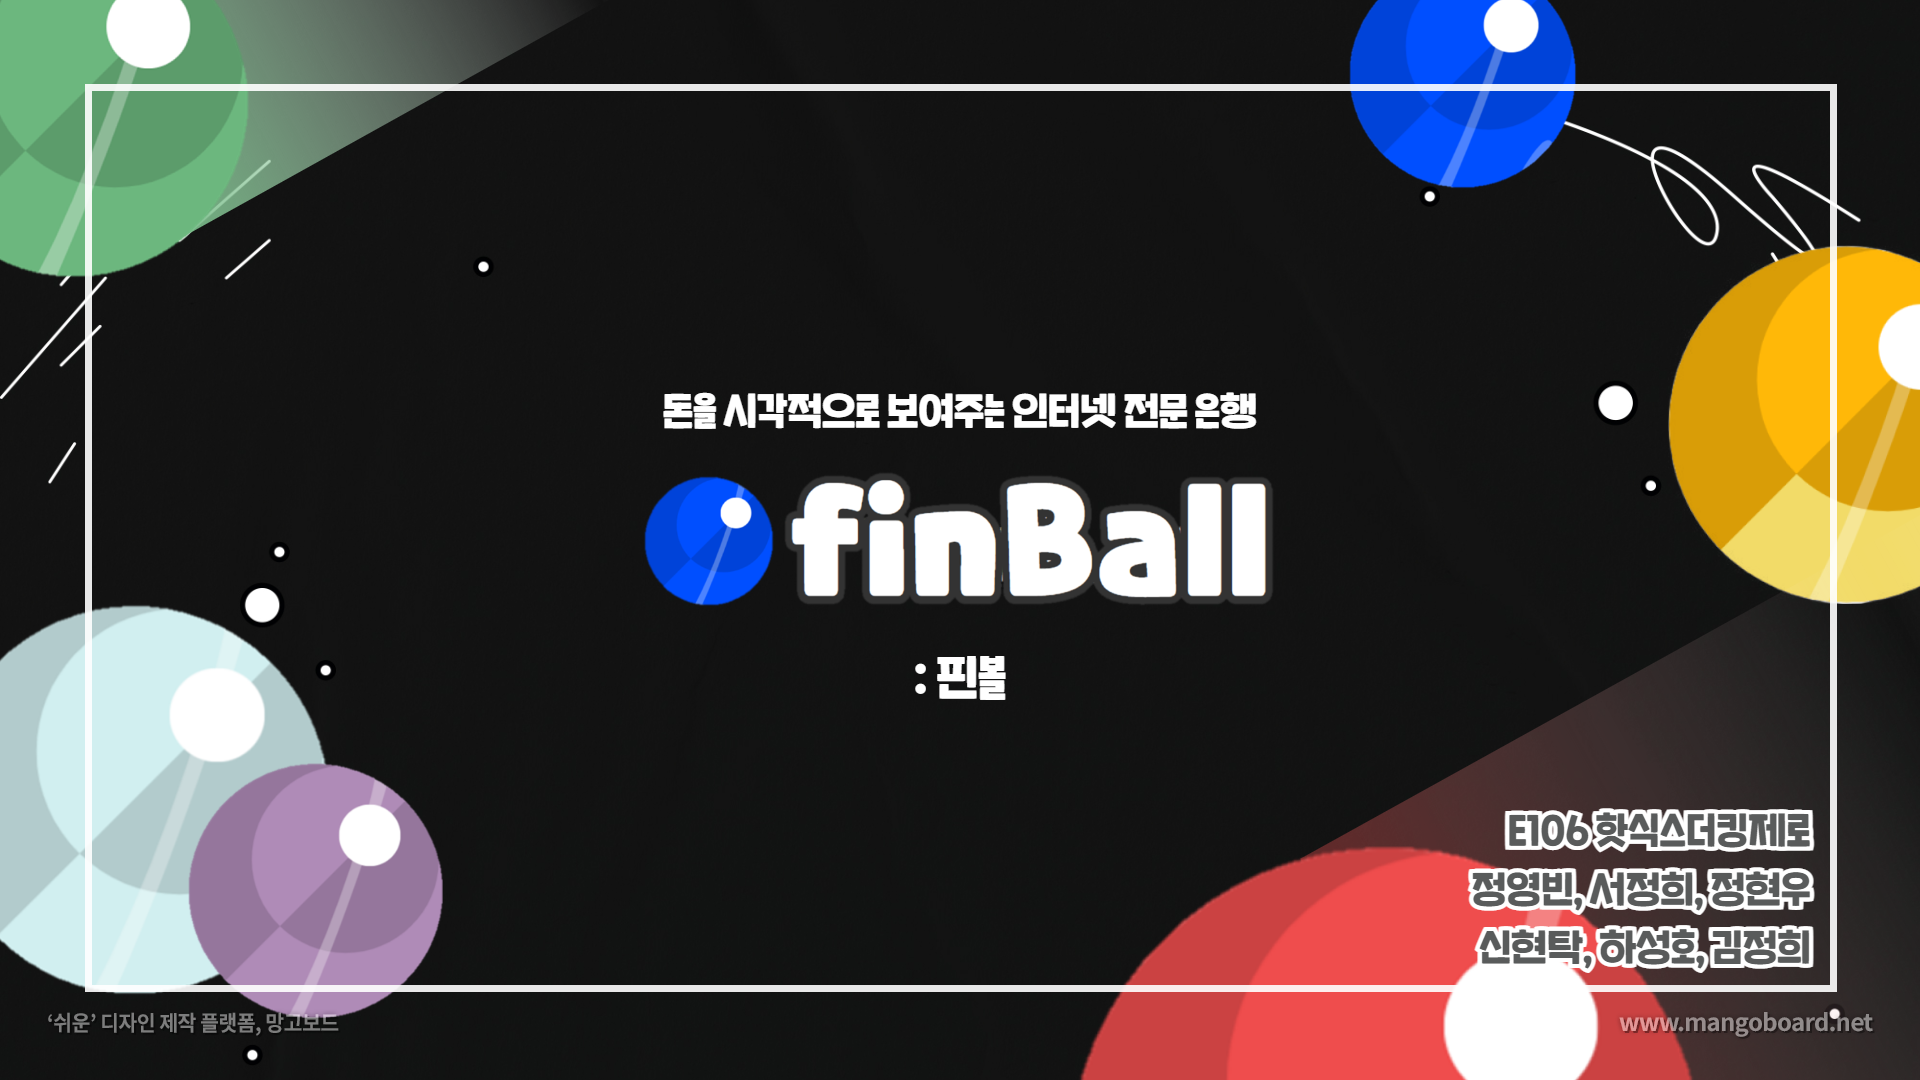 돈을 시각적으로 보여주는 인터넷 전문 은행
finBall
: 핀볼
E106 핫식스더킹제로
정영빈, 서정희, 정현우
신현탁, 하성호, 김정희
‘쉬운’ 디자인 제작 플랫폼, 망고보드
www.mangoboard.net